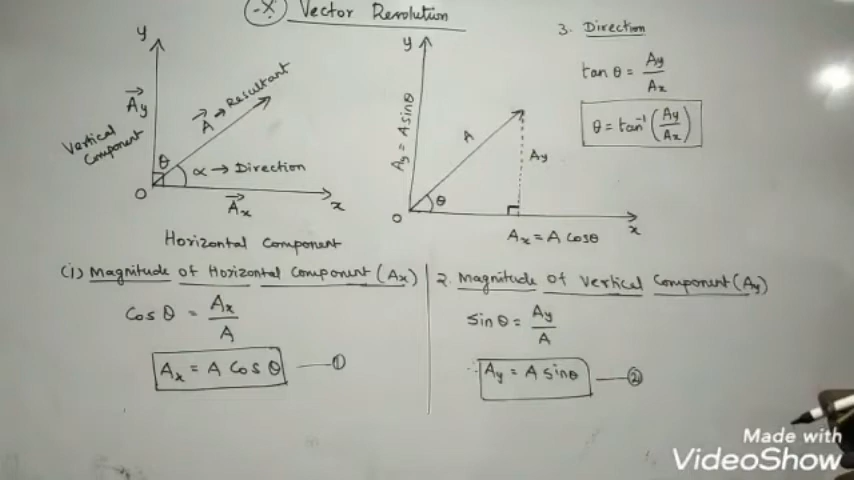 -X- Vector Resolution
y
A⃗y
Vertical
Component
A⃗ → Resultant
θ
α → Direction
O
A⃗x
x
Horizontal Component
y
Ay = A sinθ
A
Ay
θ
O
x
Ax = A cosθ
3. Direction
tan θ = Ay/Ax
θ = tan⁻¹ (Ay/Ax)
(1) Magnitude of Horizontal Component (Ax)
Cos θ = Ax/A
Ax = A Cos θ —①
2. Magnitude of Vertical Component (Ay)
Sin θ = Ay/A
∴ Ay = A sinθ —②
Made with
VideoShow